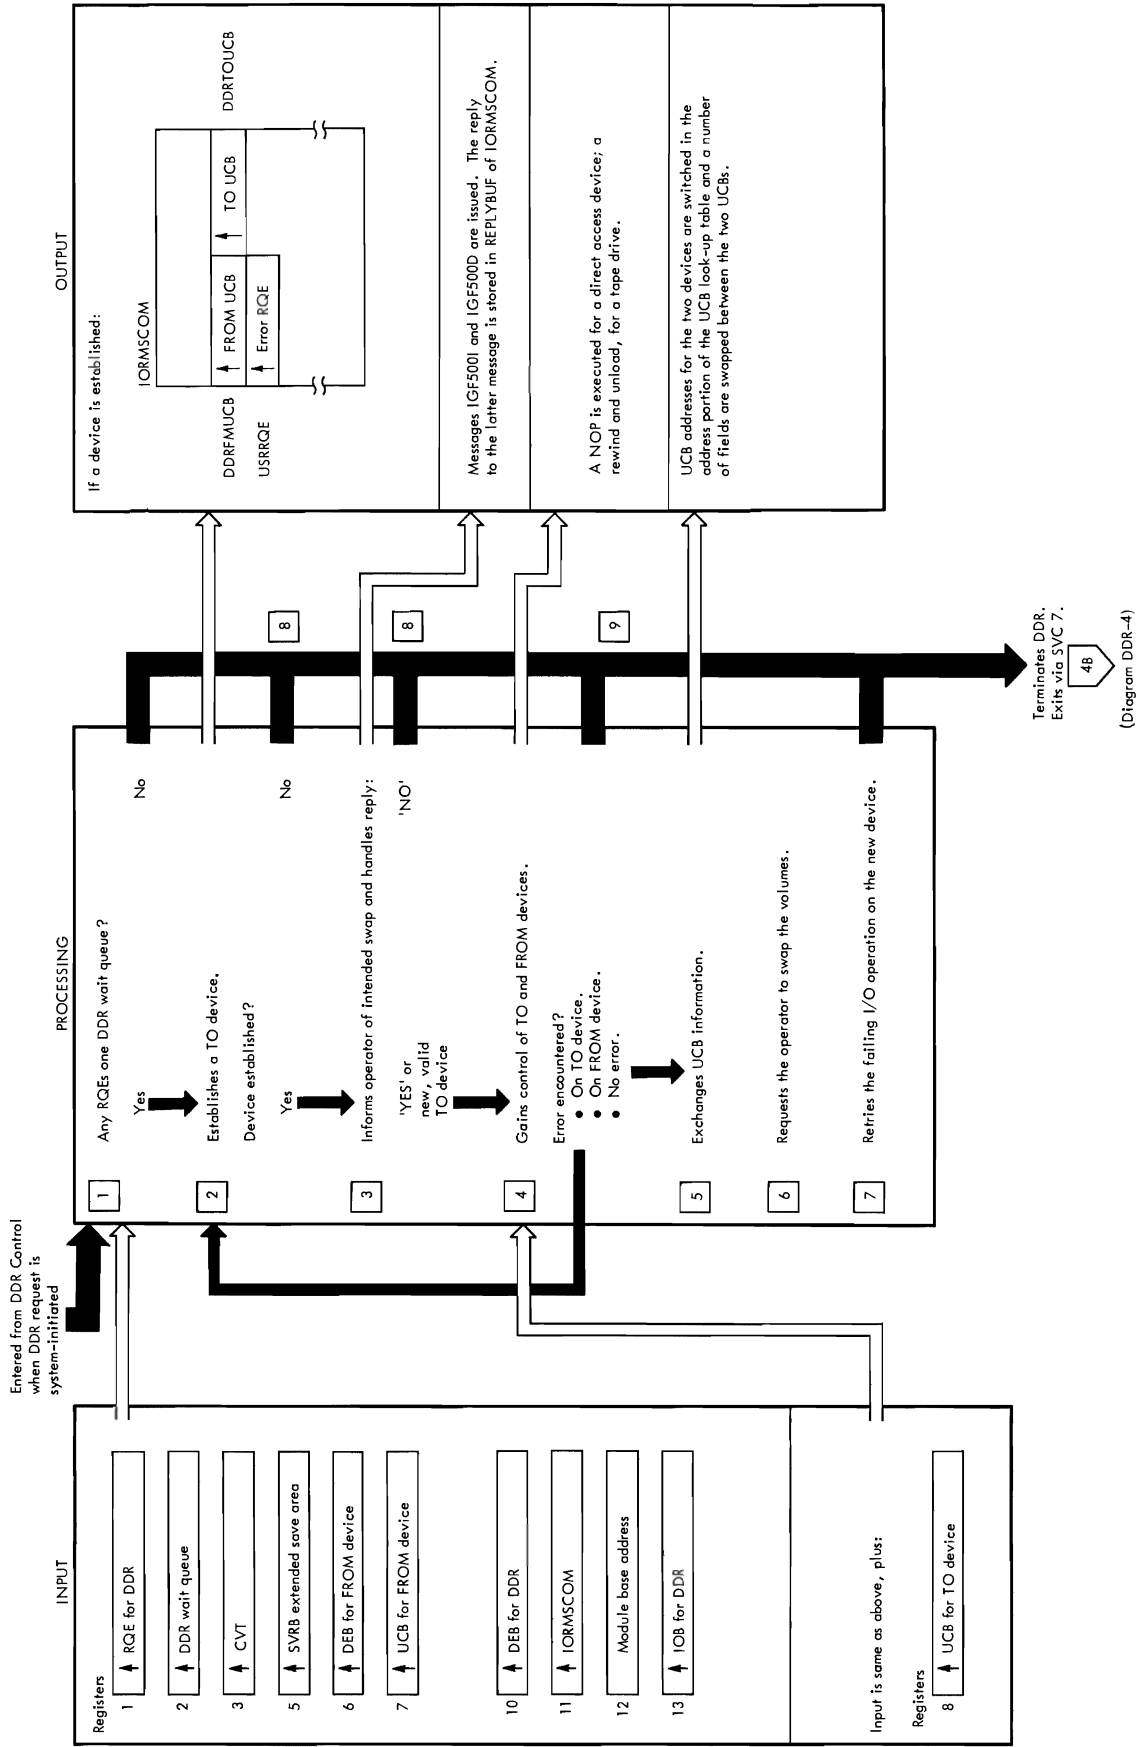 Entered from DDR Control
when DDR request is
system-initiated
INPUT
Registers
1 RQE for DDR
2 DDR wait queue
3 CVT
5 SVRB extended save area
6 DEB for FROM device
7 UCB for FROM device
10 DEB for DDR
11 IORMSCOM
12 Module base address
13 IOB for DDR
Input is same as above, plus:
Registers
8 UCB for TO device
PROCESSING
1 Any RQEs one DDR wait queue?
Yes
No
2 Establishes a TO device.
Device established?
Yes
No
8
3 Informs operator of intended swap and handles reply:
'YES' or
new, valid
TO device
'NO'
8
4 Gains control of TO and FROM devices.
Error encountered?
• On TO device.
• On FROM device.
• No error.
9
5 Exchanges UCB information.
6 Requests the operator to swap the volumes.
7 Retries the failing I/O operation on the new device.
Terminates DDR.
Exits via SVC 7.
4B
(Diagram DDR-4)
OUTPUT
If a device is established:
IORMSCOM
DDRFMUCB FROM UCB TO UCB DDRTOUCB
USRRQE Error RQE
Messages IGF500I and IGF500D are issued. The reply
to the latter message is stored in REPLYBUF of IORMSCOM.
A NOP is executed for a direct access device; a
rewind and unload, for a tape drive.
UCB addresses for the two devices are switched in the
address portion of the UCB look-up table and a number
of fields are swapped between the two UCBs.